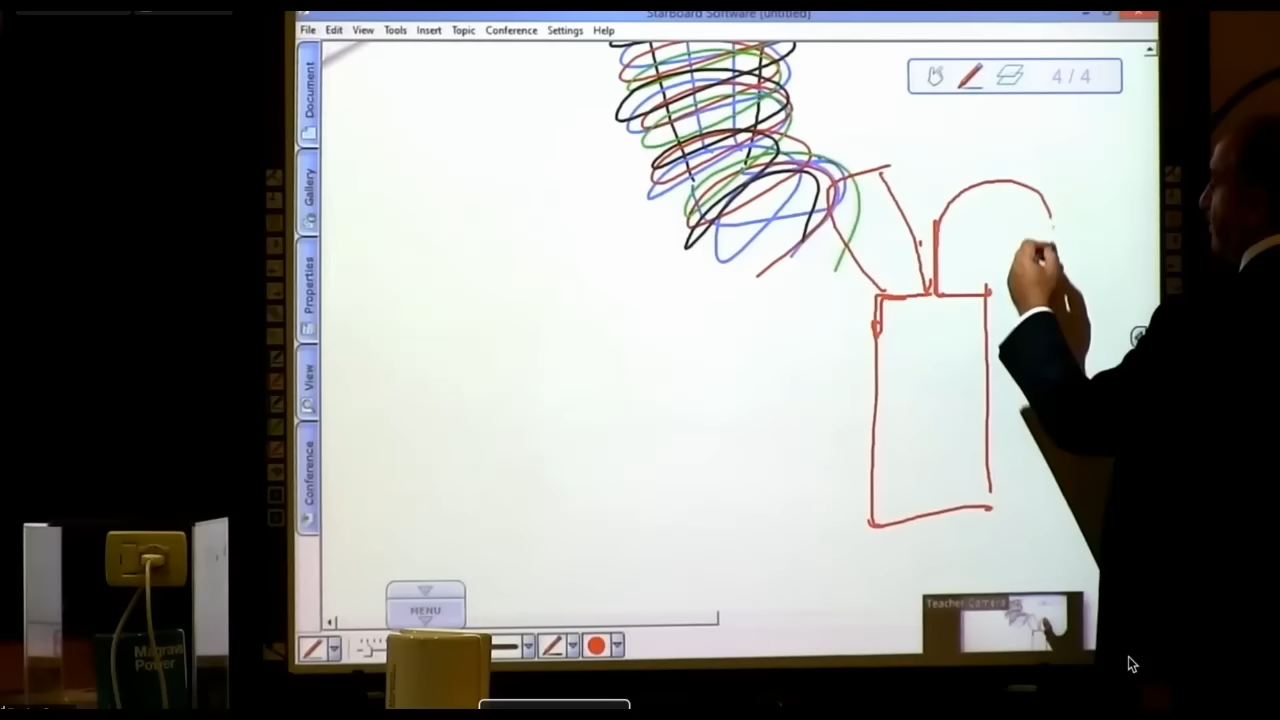 StarBoard Software [untitled]
File Edit View Tools Insert Topic Conference Settings Help
4 / 4
Document
Gallery
Properties
View
Conference
MENU
Teacher Camera
Magraw
Power